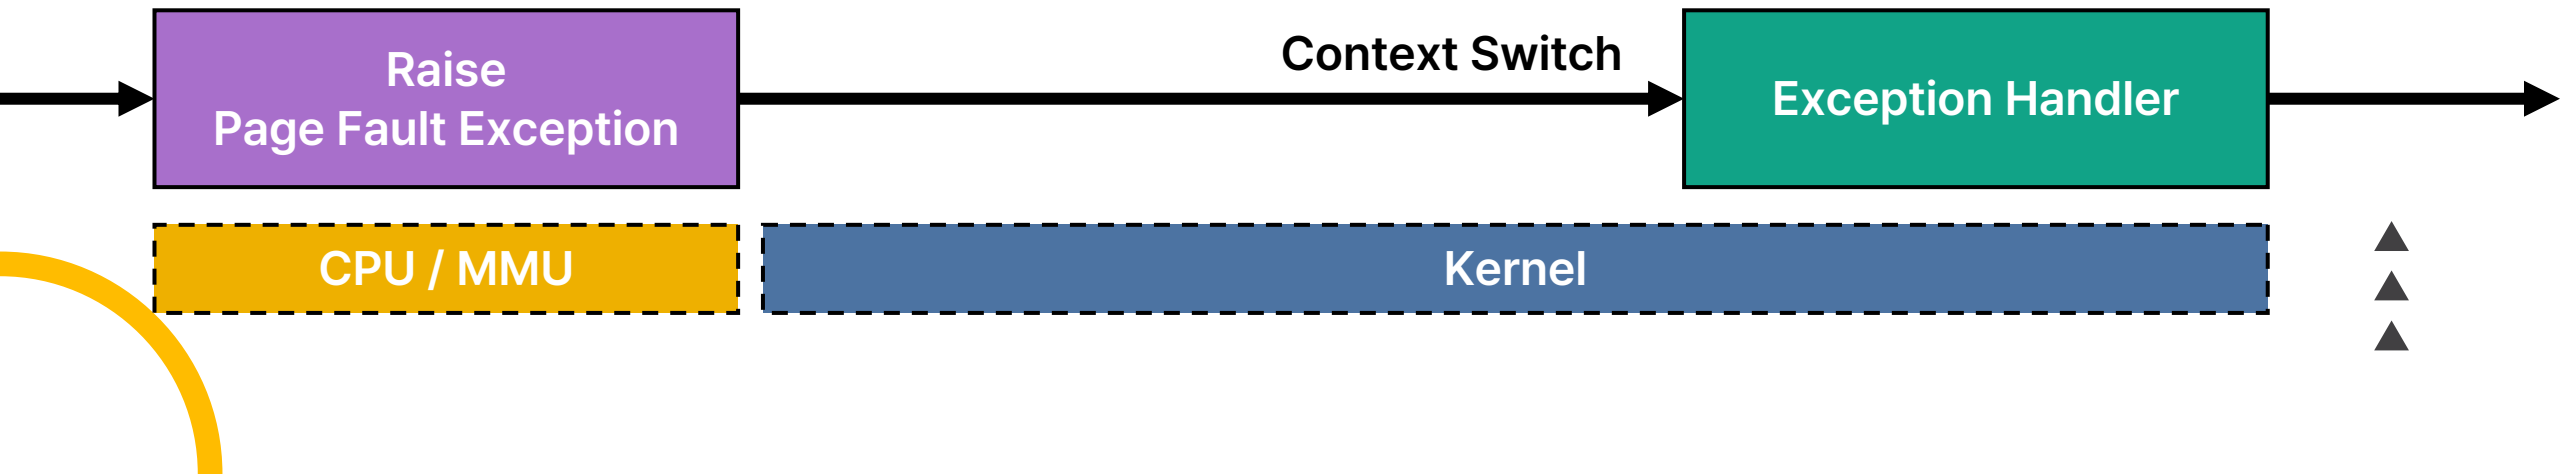 Raise
Page Fault Exception
Context Switch
Exception Handler
CPU / MMU
Kernel